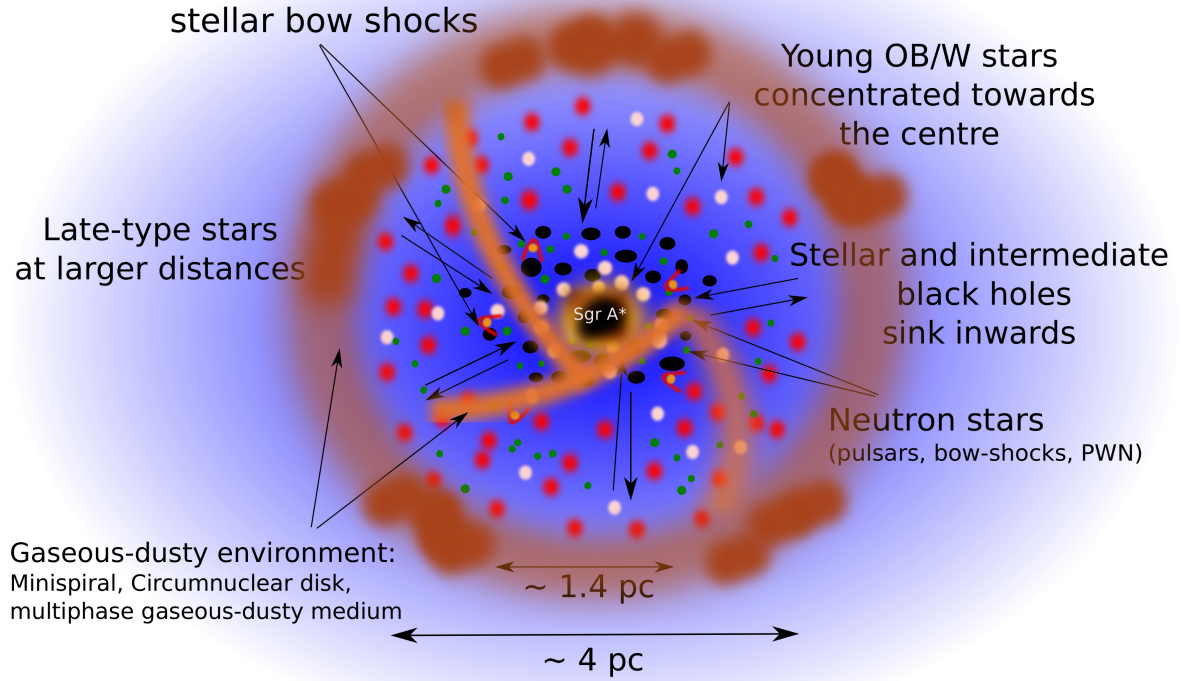 stellar bow shocks
Young OB/W stars
concentrated towards
the centre
Late-type stars
at larger distances
Stellar and intermediate
black holes
sink inwards
Sgr A*
Neutron stars
(pulsars, bow-shocks, PWN)
Gaseous-dusty environment:
Minispiral, Circumnuclear disk,
multiphase gaseous-dusty medium
~ 1.4 pc
~ 4 pc